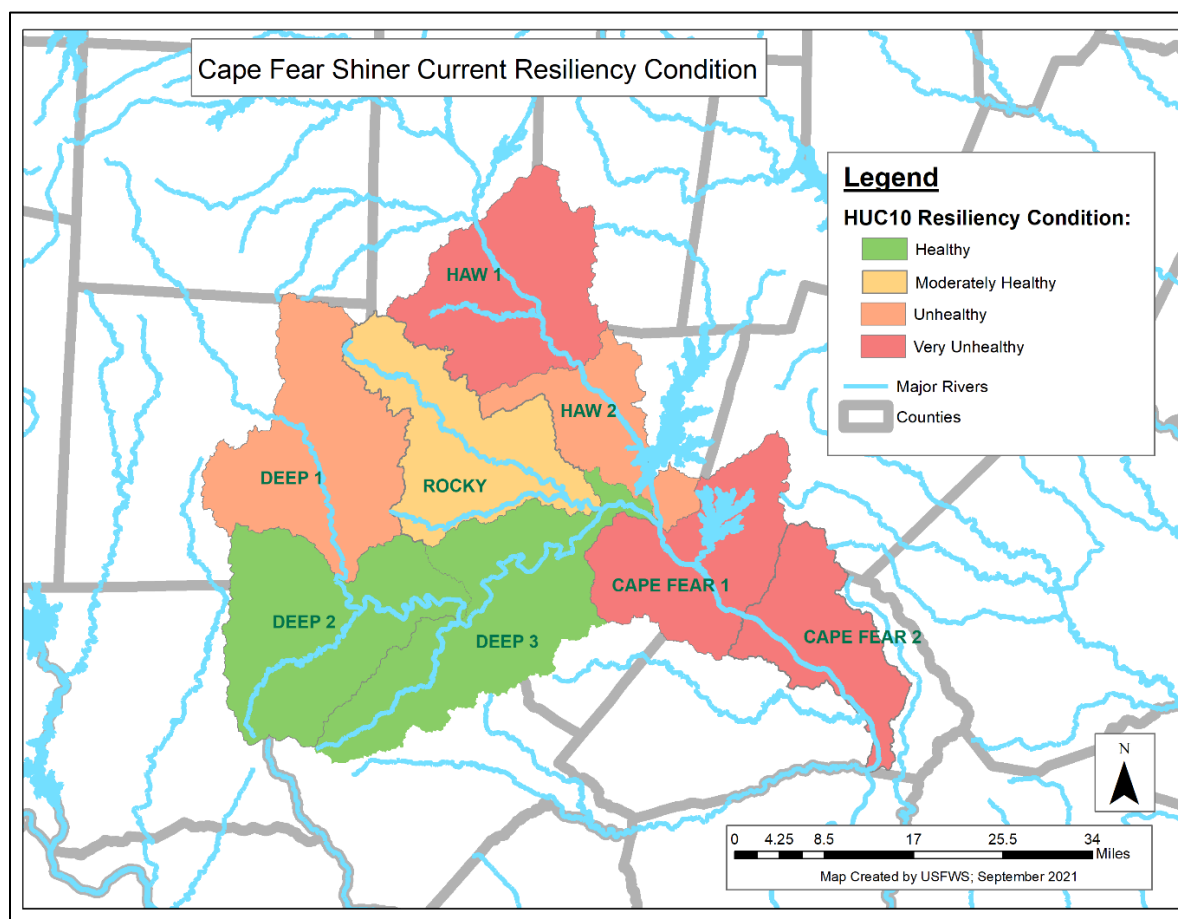 Cape Fear Shiner Current Resiliency Condition
Legend
HUC10 Resiliency Condition:
Healthy
Moderately Healthy
Unhealthy
Very Unhealthy
Major Rivers
Counties
HAW 1
HAW 2
DEEP 1
ROCKY
CAPE FEAR 1
DEEP 2
DEEP 3
CAPE FEAR 2
N
0 4.25 8.5 17 25.5 34
Miles
Map Created by USFWS; September 2021